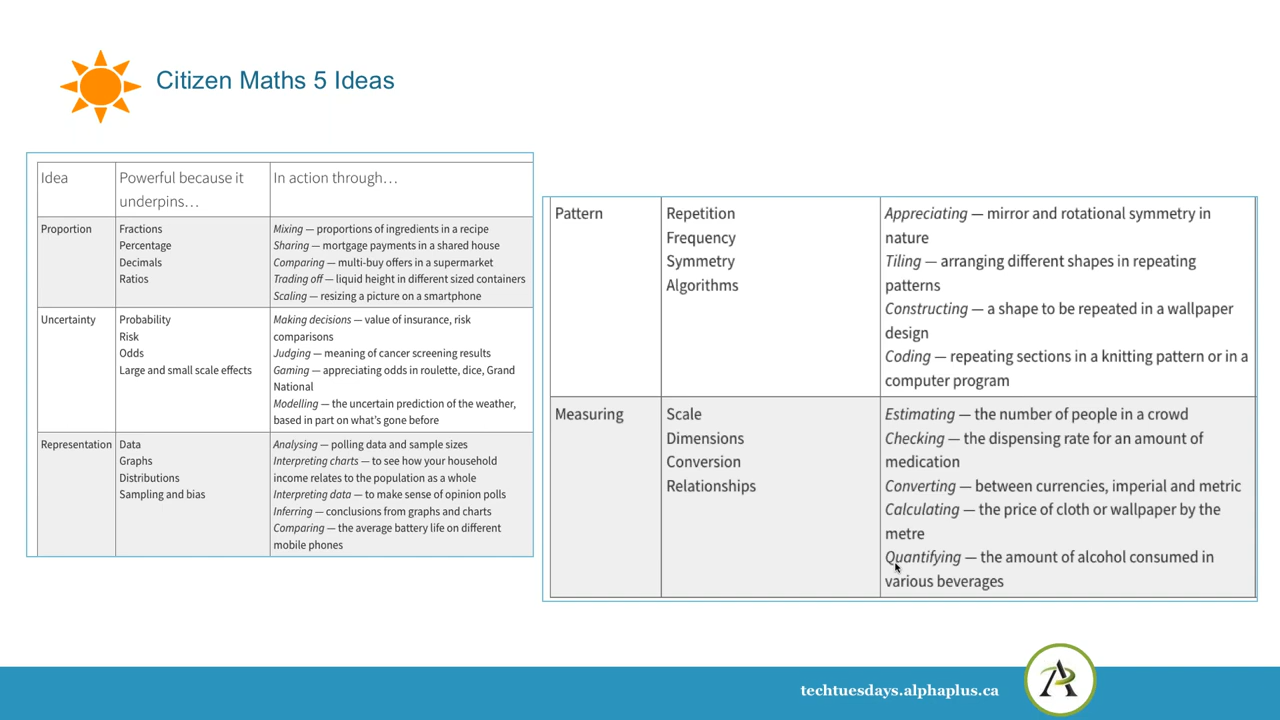 Citizen Maths 5 Ideas
Idea
Powerful because it
underpins…
In action through…
Proportion
Fractions
Percentage
Decimals
Ratios
Mixing — proportions of ingredients in a recipe
Sharing — mortgage payments in a shared house
Comparing — multi-buy offers in a supermarket
Trading off — liquid height in different sized containers
Scaling — resizing a picture on a smartphone
Uncertainty
Probability
Risk
Odds
Large and small scale effects
Making decisions — value of insurance, risk
comparisons
Judging — meaning of cancer screening results
Gaming — appreciating odds in roulette, dice, Grand
National
Modelling — the uncertain prediction of the weather,
based in part on what's gone before
Representation
Data
Graphs
Distributions
Sampling and bias
Analysing — polling data and sample sizes
Interpreting charts — to see how your household
income relates to the population as a whole
Interpreting data — to make sense of opinion polls
Inferring — conclusions from graphs and charts
Comparing — the average battery life on different
mobile phones
Pattern
Repetition
Frequency
Symmetry
Algorithms
Appreciating — mirror and rotational symmetry in
nature
Tiling — arranging different shapes in repeating
patterns
Constructing — a shape to be repeated in a wallpaper
design
Coding — repeating sections in a knitting pattern or in a
computer program
Measuring
Scale
Dimensions
Conversion
Relationships
Estimating — the number of people in a crowd
Checking — the dispensing rate for an amount of
medication
Converting — between currencies, imperial and metric
Calculating — the price of cloth or wallpaper by the
metre
Quantifying — the amount of alcohol consumed in
various beverages
techtuesdays.alphaplus.ca